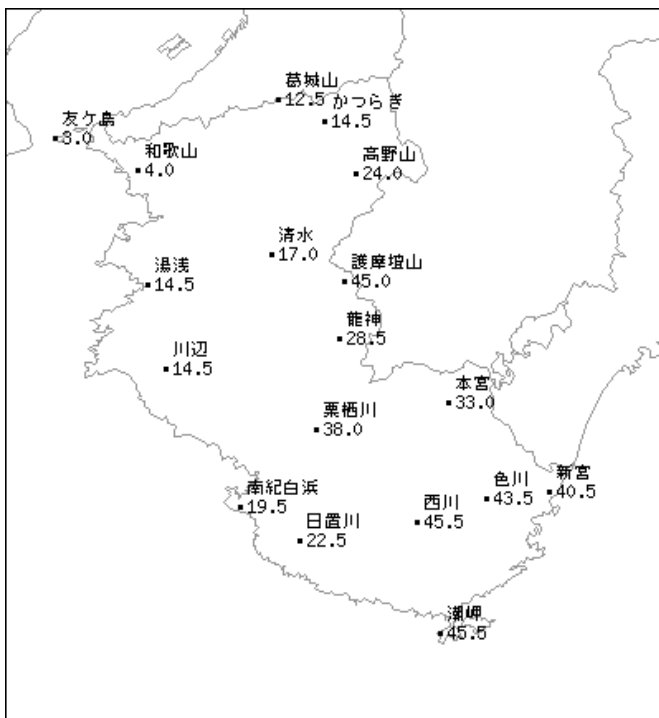 葛城山
12.5
かつらぎ
14.5
友ケ島
3.0
和歌山
4.0
高野山
24.0
清水
17.0
護摩壇山
45.0
湯浅
14.5
龍神
28.5
川辺
14.5
本宮
33.0
栗栖川
38.0
南紀白浜
19.5
日置川
22.5
西川
45.5
色川
43.5
新宮
40.5
潮岬
45.5